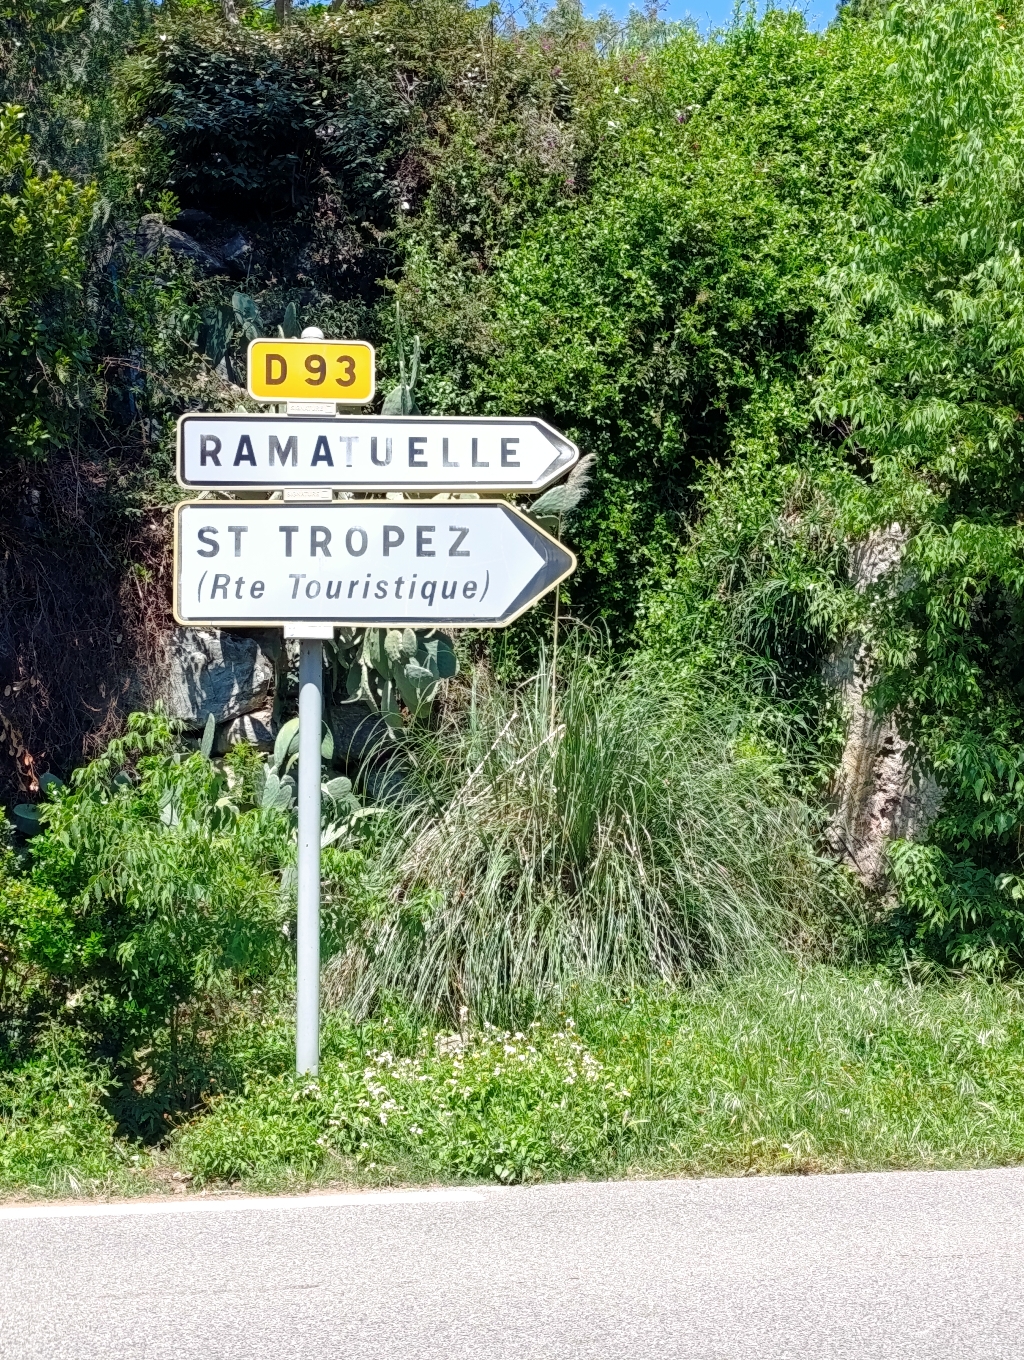 D 93
RAMATUELLE
ST TROPEZ
(Rte Touristique)